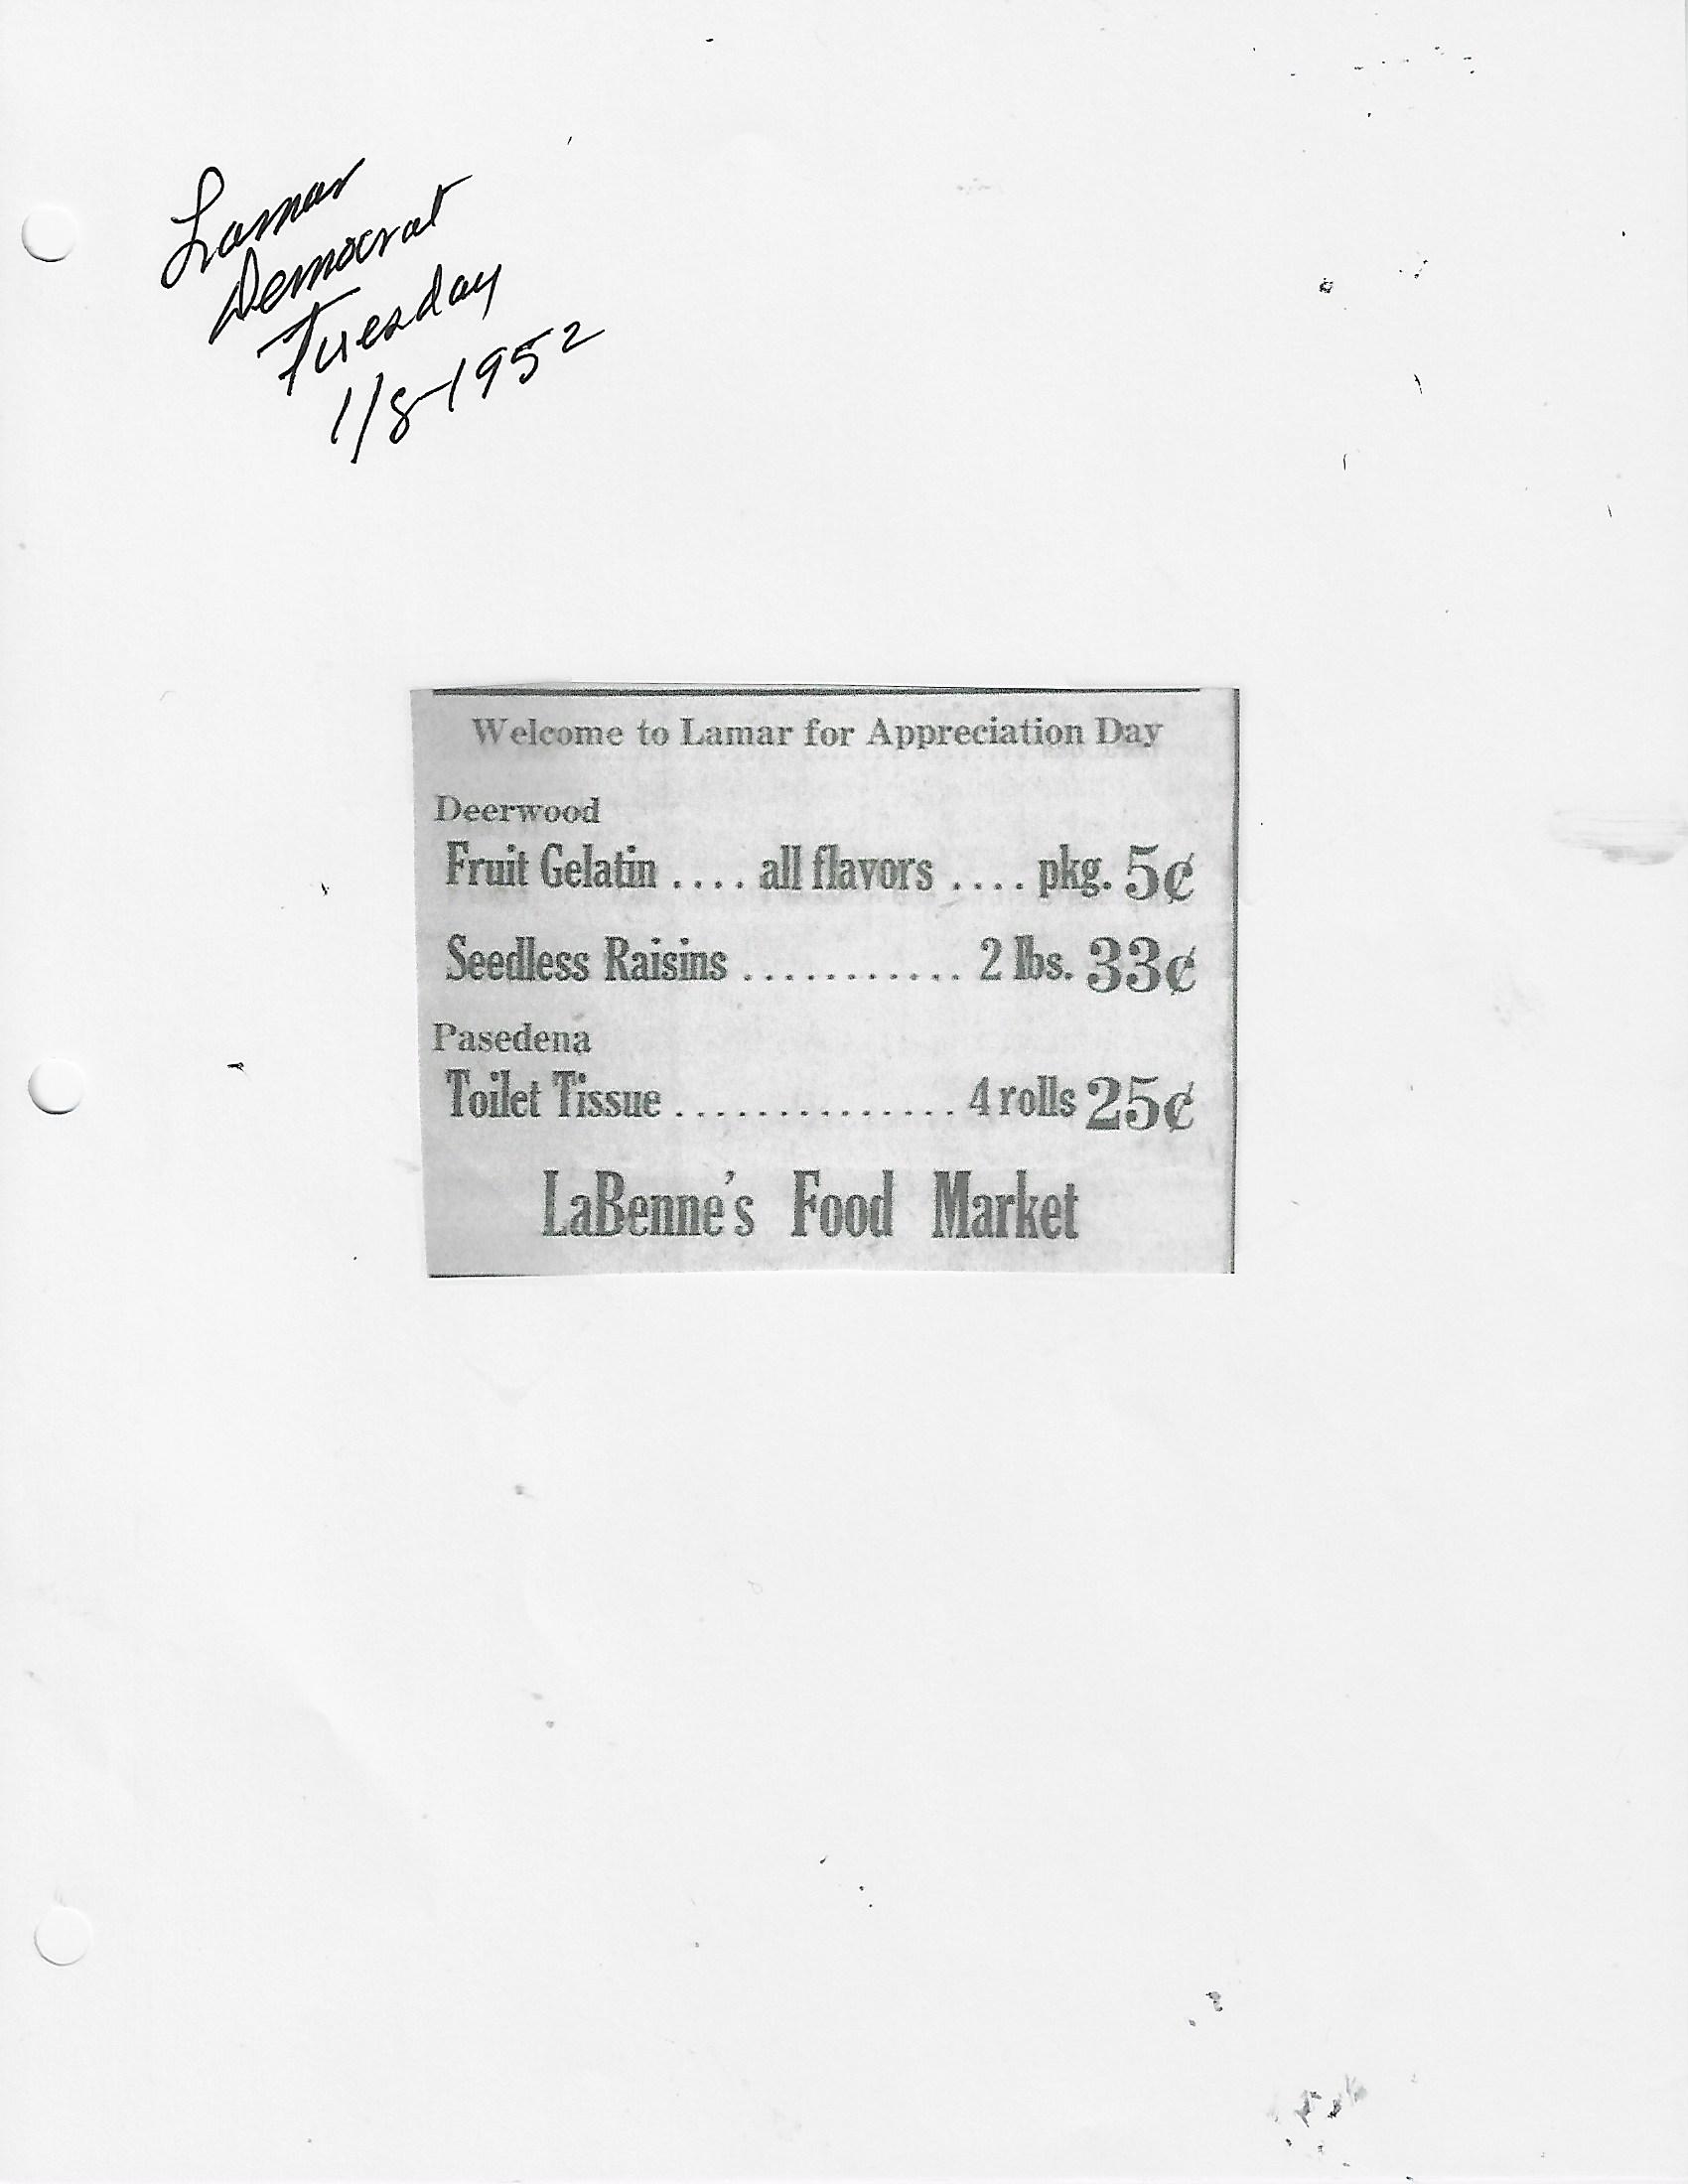 Lamar
Democrat
Tuesday
1/8-1952
Welcome to Lamar for Appreciation Day
Deerwood
Fruit Gelatin .... all flavors .... pkg. 5¢
Seedless Raisins ........... 2 lbs. 33¢
Pasedena
Toilet Tissue .............. 4 rolls 25¢
LaBenne's Food Market